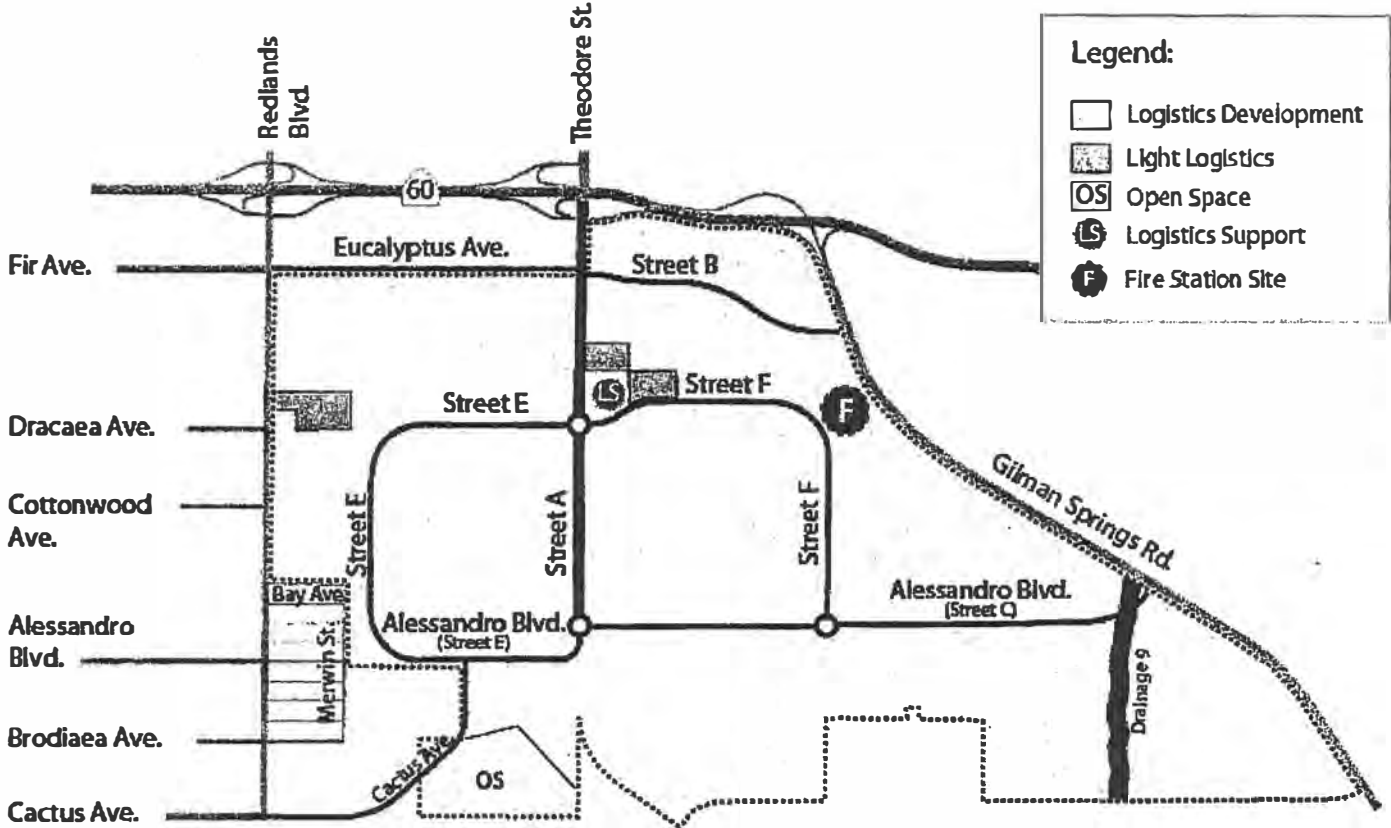 Redlands
Blvd.
Theodore St.
Legend:
Logistics Development
Light Logistics
OS Open Space
LS Logistics Support
F Fire Station Site
60
Eucalyptus Ave.
Fir Ave.
Street B
Street F
LS
Street E
F
Dracaea Ave.
Gilman Springs Rd.
Cottonwood
Ave.
Street E
Street A
Street F
Bay Ave
Alessandro Blvd.
(Street C)
Alessandro
Blvd.
Alessandro Blvd.
(Street E)
Merwin St.
Drainage 9
Brodiaea Ave.
Cactus Ave.
OS
Cactus Ave.